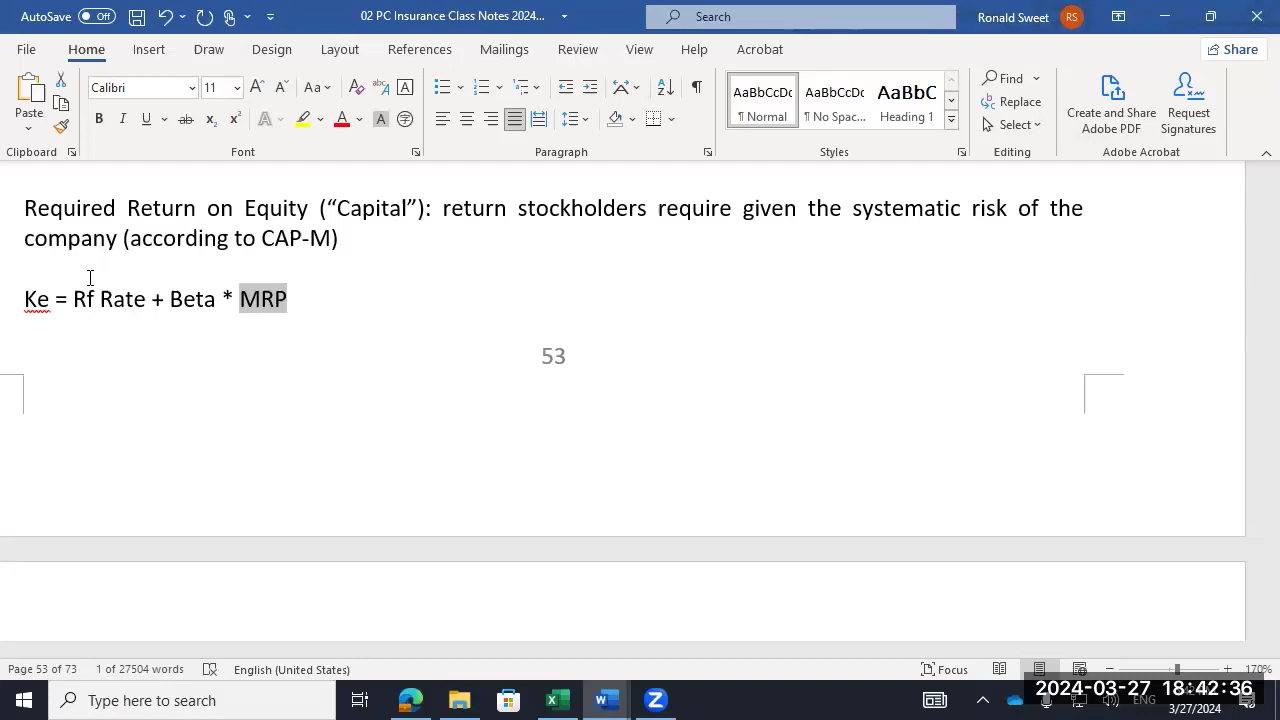 AutoSave Off 02 PC Insurance Class Notes 2024... Search Ronald Sweet RS
File Home Insert Draw Design Layout References Mailings Review View Help Acrobat Share
Paste Calibri 11 Aa Find AaBbCcDc AaBbCcDc AaBbC Replace Create and Share Request
¶ Normal ¶ No Spac... Heading 1 Select Adobe PDF Signatures
Clipboard Font Paragraph Styles Editing Adobe Acrobat
Required Return on Equity (“Capital”): return stockholders require given the systematic risk of the
company (according to CAP-M)
Ke = Rf Rate + Beta * MRP
53
Page 53 of 73 1 of 27504 words English (United States) Focus 170%
Type here to search ENG 2024-03-27 18:42:36
3/27/2024